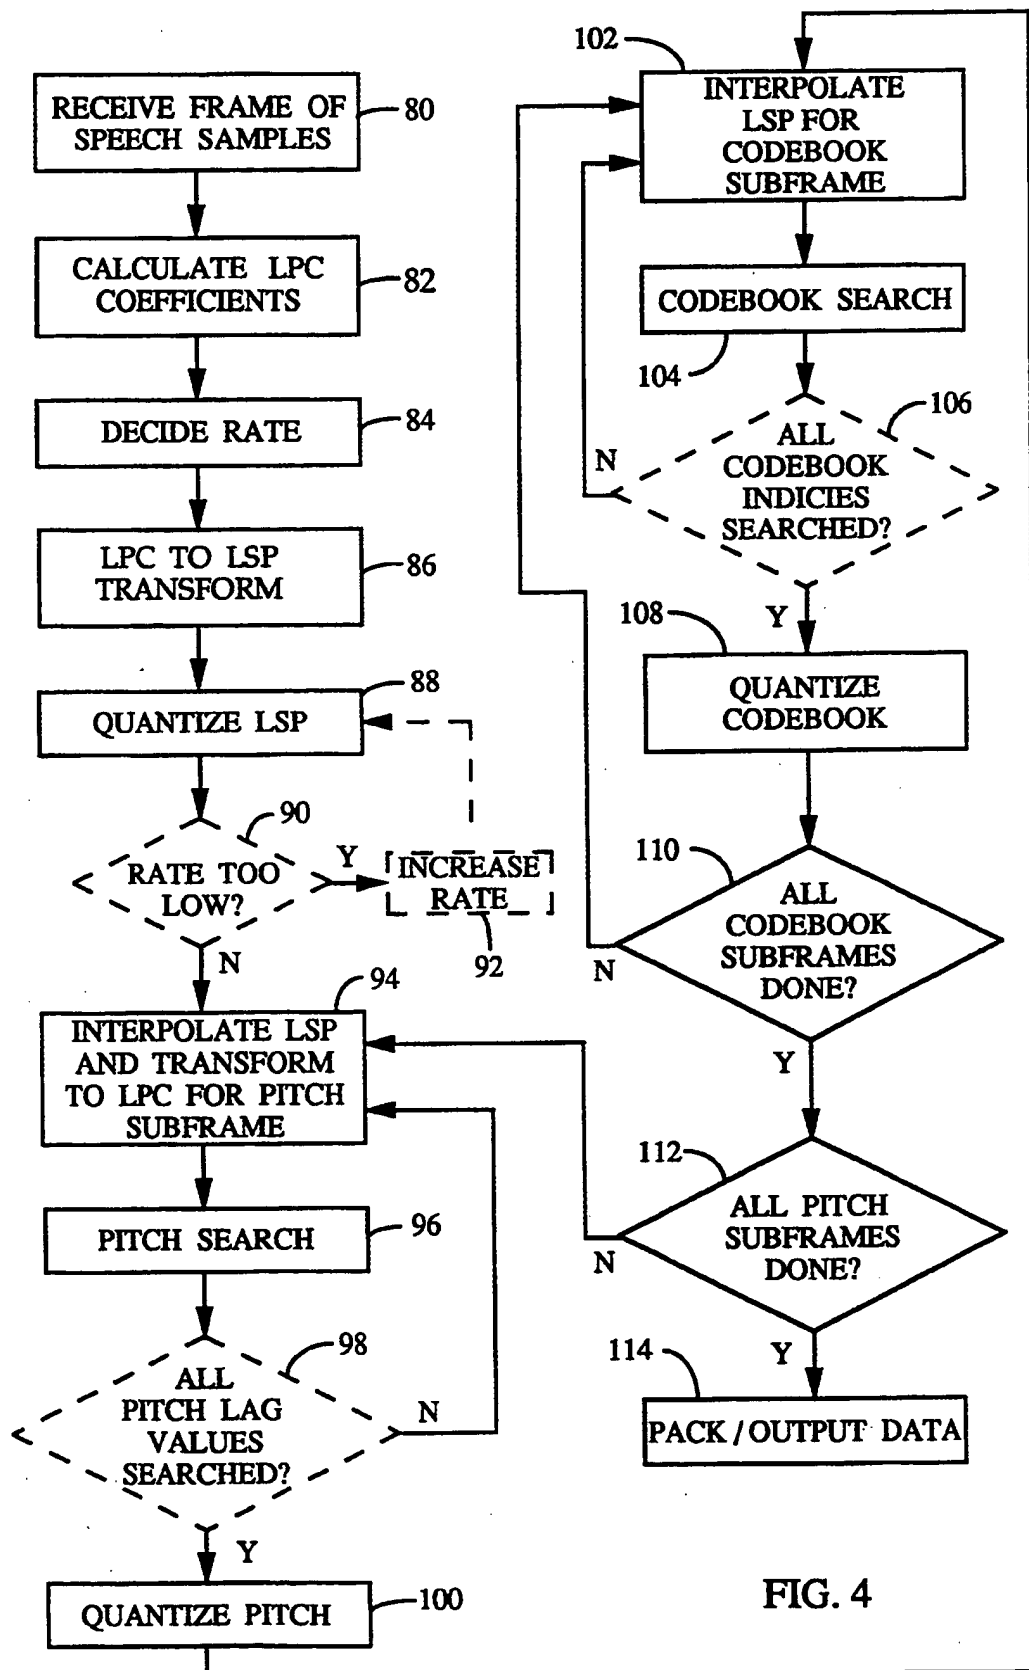 RECEIVE FRAME OF
SPEECH SAMPLES
80
CALCULATE LPC
COEFFICIENTS
82
DECIDE RATE
84
LPC TO LSP
TRANSFORM
86
88
QUANTIZE LSP
90
RATE TOO
LOW?
Y
N
INCREASE
RATE
92
94
INTERPOLATE LSP
AND TRANSFORM
TO LPC FOR PITCH
SUBFRAME
PITCH SEARCH
96
98
ALL
PITCH LAG
VALUES
SEARCHED?
N
Y
QUANTIZE PITCH
100
102
INTERPOLATE
LSP FOR
CODEBOOK
SUBFRAME
CODEBOOK SEARCH
104
106
ALL
CODEBOOK
INDICIES
SEARCHED?
N
Y
108
QUANTIZE
CODEBOOK
110
ALL
CODEBOOK
SUBFRAMES
DONE?
N
Y
112
ALL PITCH
SUBFRAMES
DONE?
N
Y
114
PACK / OUTPUT DATA
FIG. 4